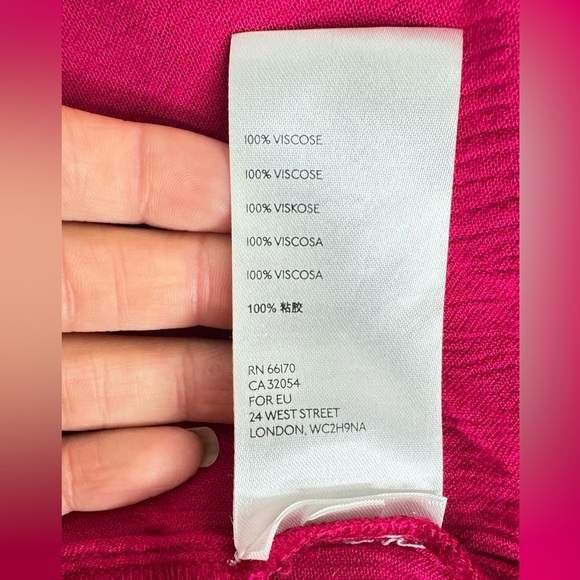 100% VISCOSE
100% VISCOSE
100% VISKOSE
100% VISCOSA
100% VISCOSA
100% 粘胶
RN 66170
CA 32054
FOR EU
24 WEST STREET
LONDON, WC2H9NA